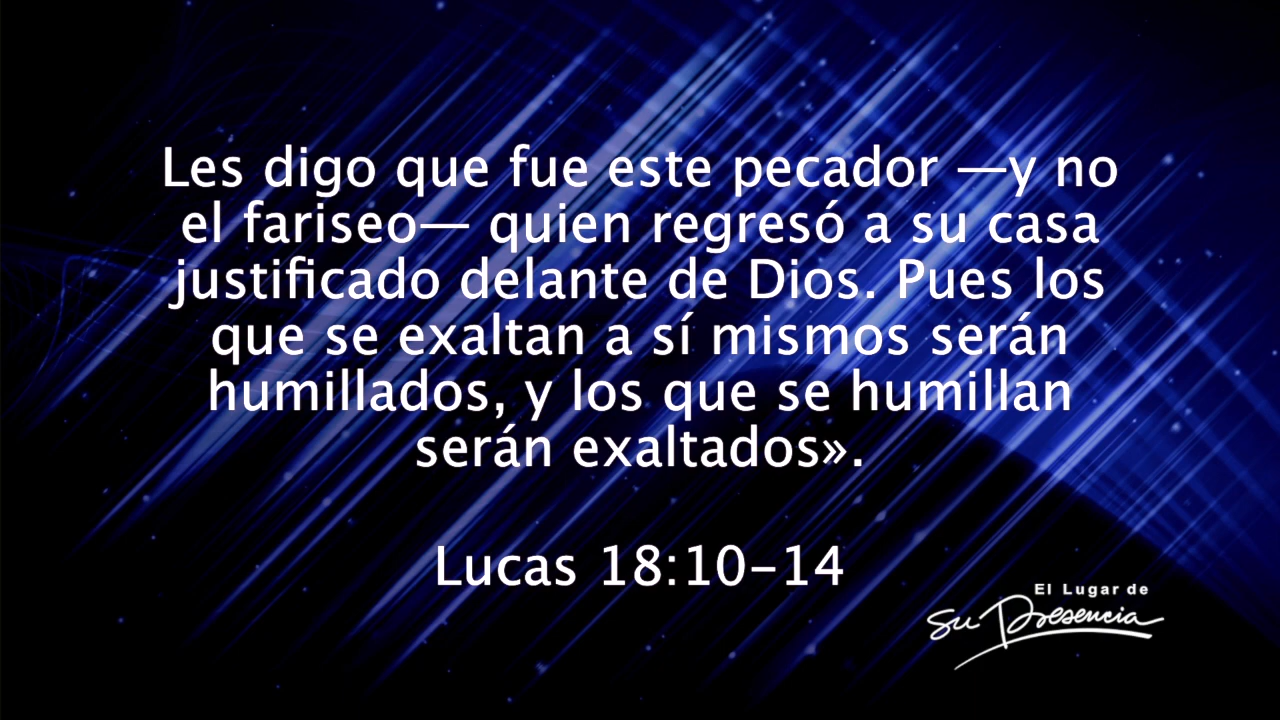 Les digo que fue este pecador —y no
el fariseo— quien regresó a su casa
justificado delante de Dios. Pues los
que se exaltan a sí mismos serán
humillados, y los que se humillan
serán exaltados».
Lucas 18:10-14
El Lugar de
Su Presencia